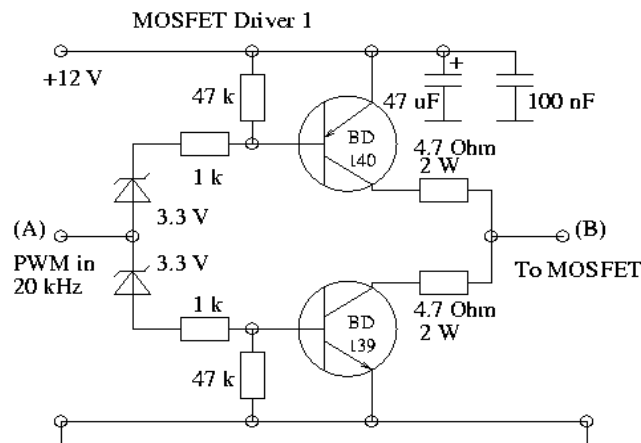 MOSFET Driver 1
+12 V
47 k
47 uF
+
100 nF
BD
140
4.7 Ohm
2 W
1 k
3.3 V
(A)
(B)
PWM in
20 kHz
3.3 V
To MOSFET
1 k
4.7 Ohm
2 W
BD
139
47 k